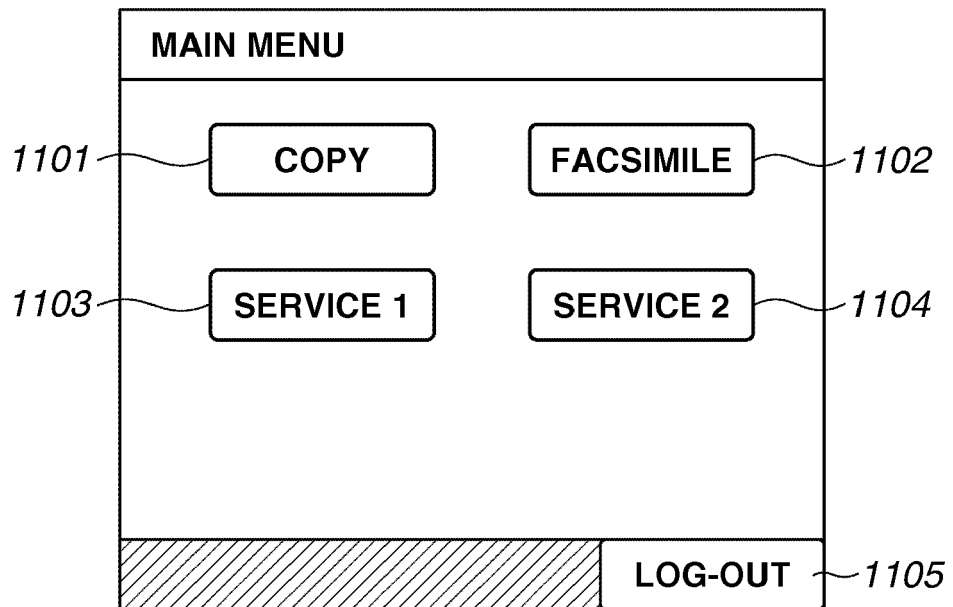 MAIN MENU
1101 COPY FACSIMILE 1102
1103 SERVICE 1 SERVICE 2 1104
LOG-OUT 1105